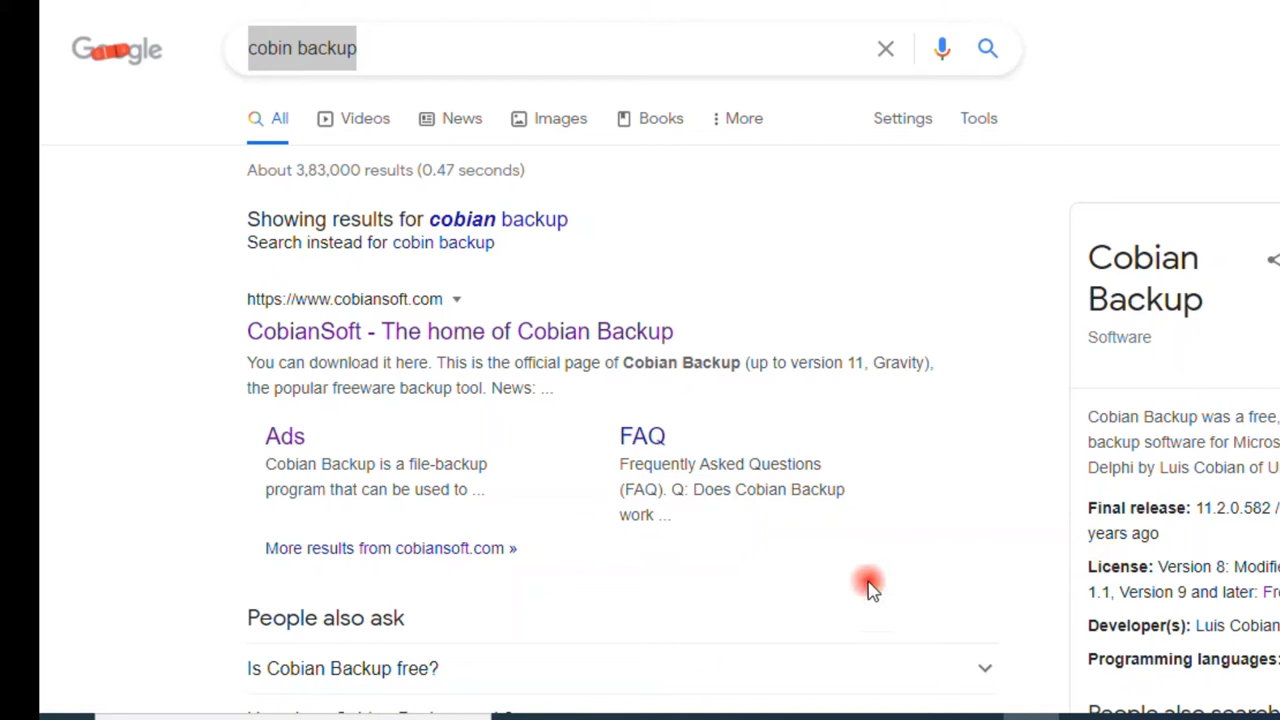 Google
cobin backup
All
Videos
News
Images
Books
More
Settings
Tools
About 3,83,000 results (0.47 seconds)
Showing results for cobian backup
Search instead for cobin backup
https://www.cobiansoft.com
CobianSoft - The home of Cobian Backup
You can download it here. This is the official page of Cobian Backup (up to version 11, Gravity),
the popular freeware backup tool. News: ...
Ads
Cobian Backup is a file-backup
program that can be used to ...
FAQ
Frequently Asked Questions
(FAQ). Q: Does Cobian Backup
work ...
More results from cobiansoft.com »
People also ask
Is Cobian Backup free?
Cobian
Backup
Software
Cobian Backup was a free,
backup software for Micros
Delphi by Luis Cobian of U
Final release: 11.2.0.582 /
years ago
License: Version 8: Modifi
1.1, Version 9 and later: Fr
Developer(s): Luis Cobian
Programming languages:
People also search